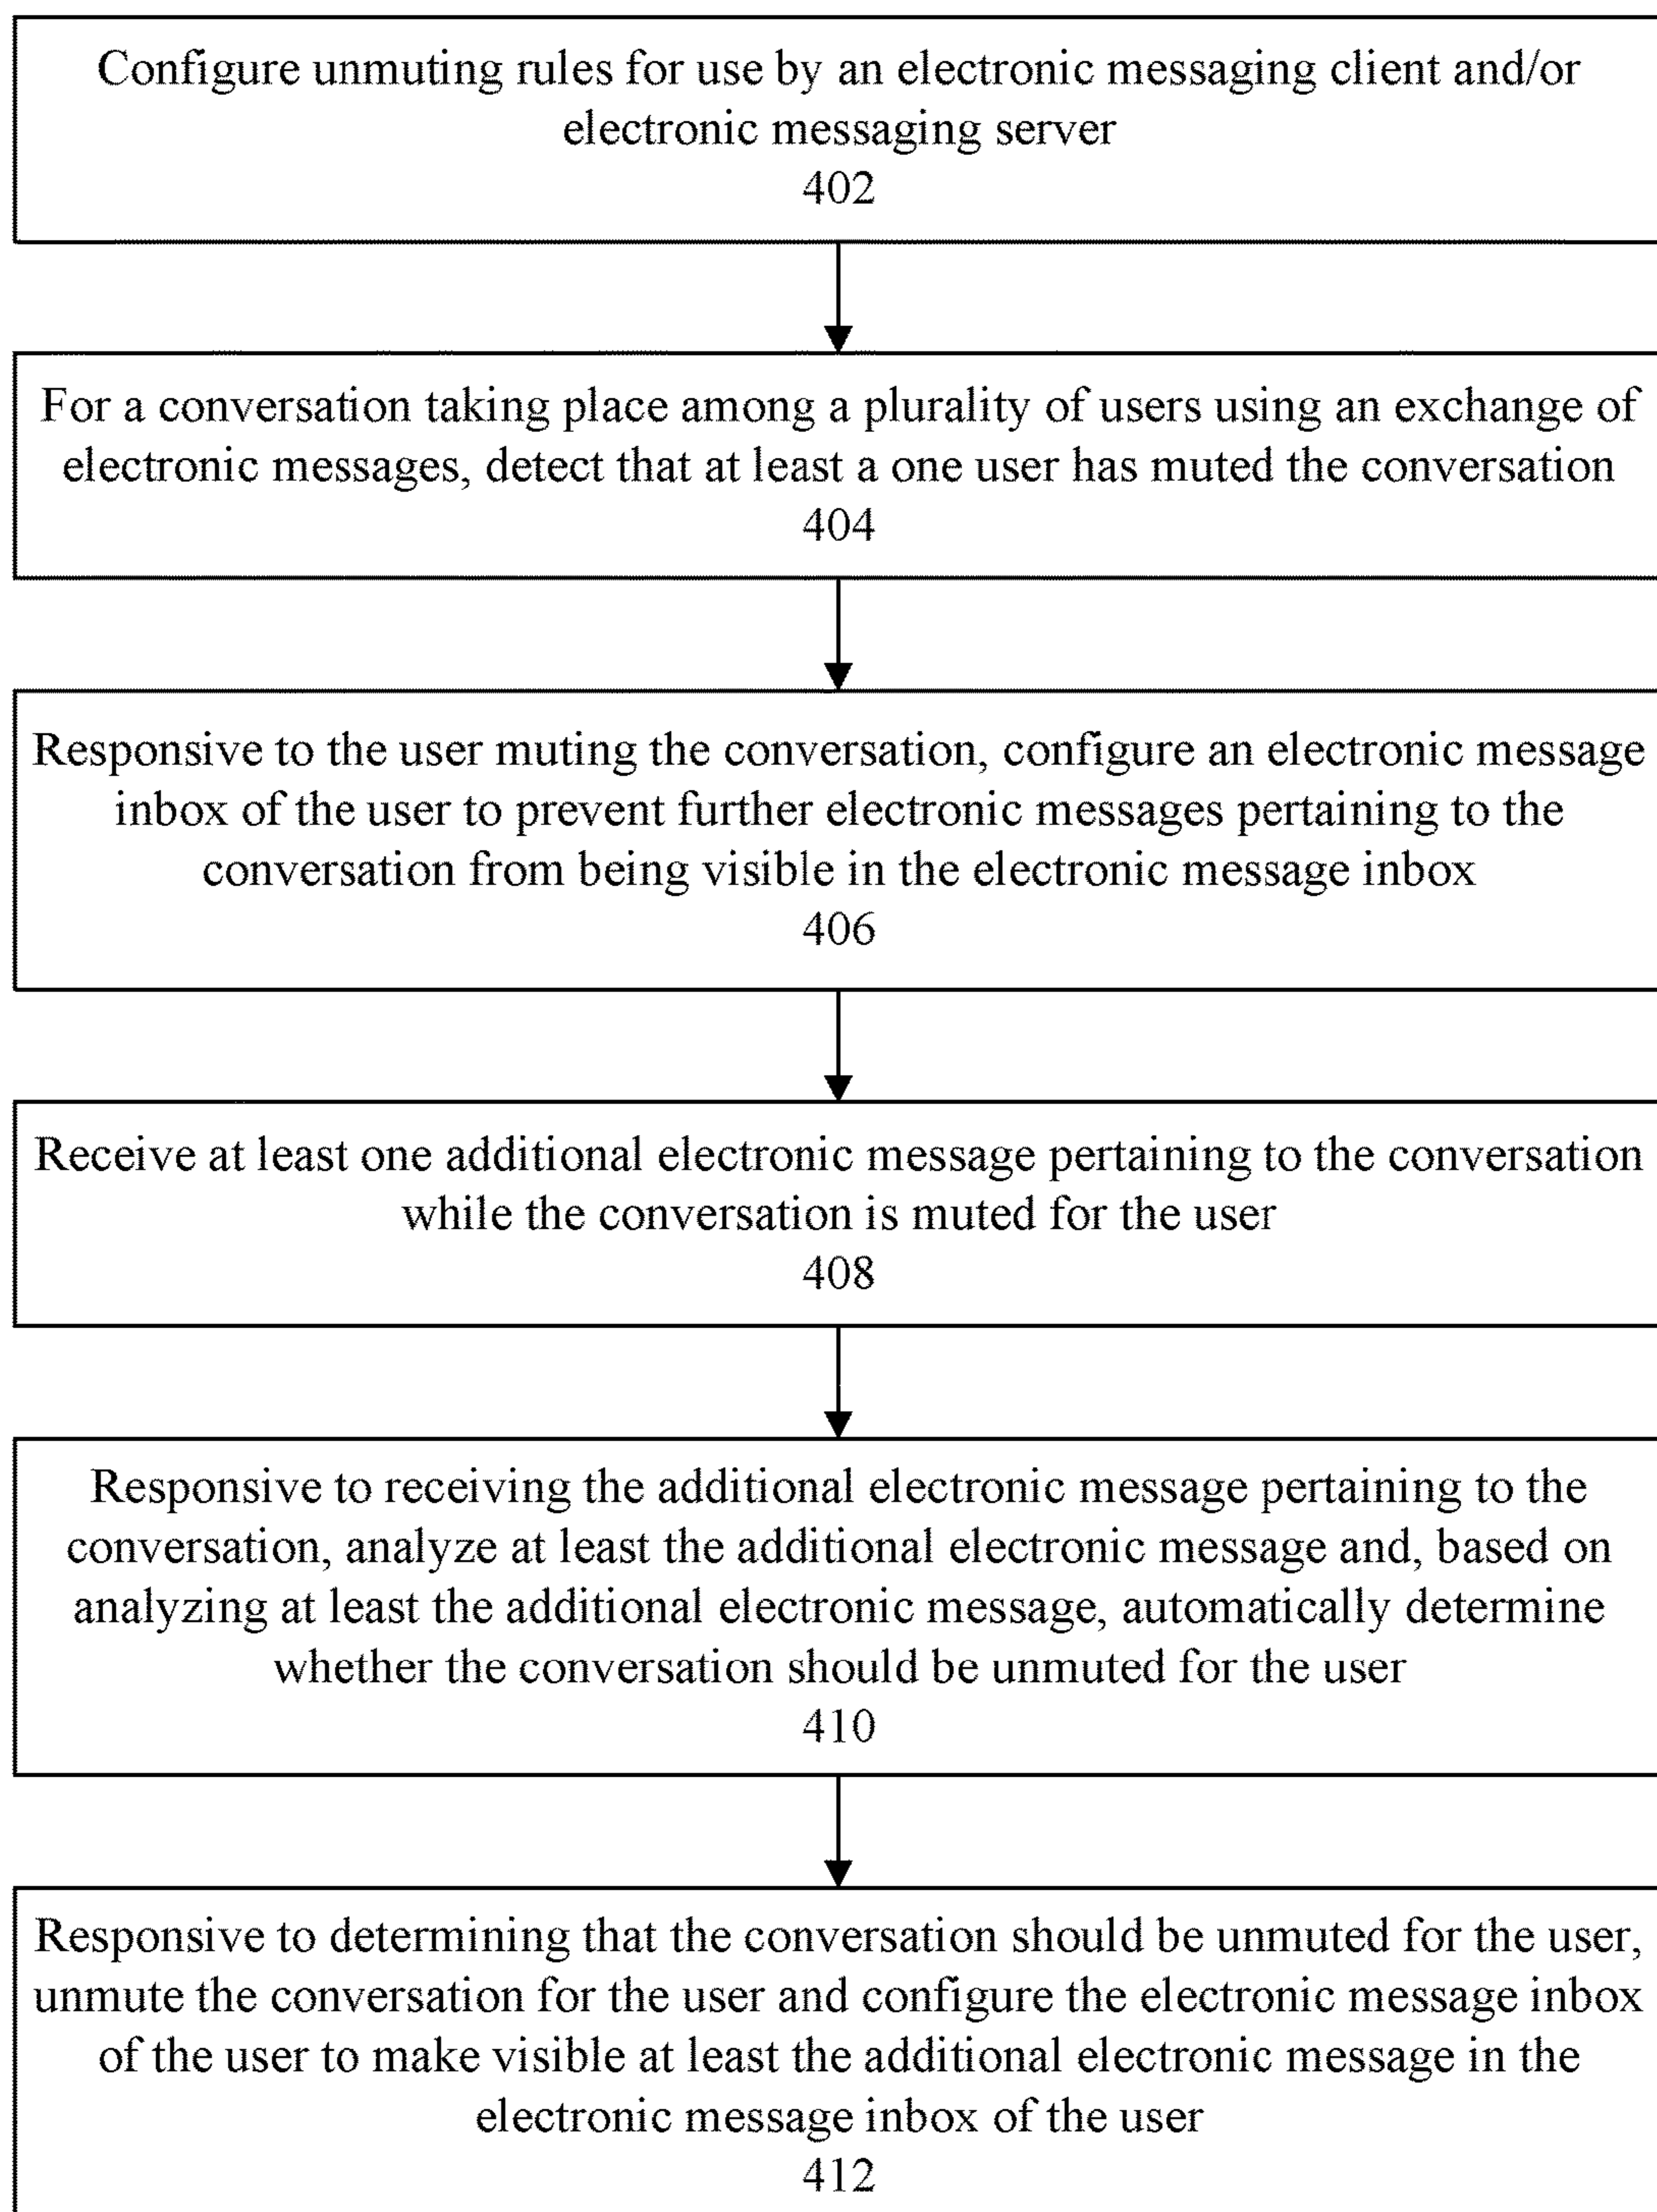 Configure unmuting rules for use by an electronic messaging client and/or
electronic messaging server
402
For a conversation taking place among a plurality of users using an exchange of
electronic messages, detect that at least a one user has muted the conversation
404
Responsive to the user muting the conversation, configure an electronic message
inbox of the user to prevent further electronic messages pertaining to the
conversation from being visible in the electronic message inbox
406
Receive at least one additional electronic message pertaining to the conversation
while the conversation is muted for the user
408
Responsive to receiving the additional electronic message pertaining to the
conversation, analyze at least the additional electronic message and, based on
analyzing at least the additional electronic message, automatically determine
whether the conversation should be unmuted for the user
410
Responsive to determining that the conversation should be unmuted for the user,
unmute the conversation for the user and configure the electronic message inbox
of the user to make visible at least the additional electronic message in the
electronic message inbox of the user
412